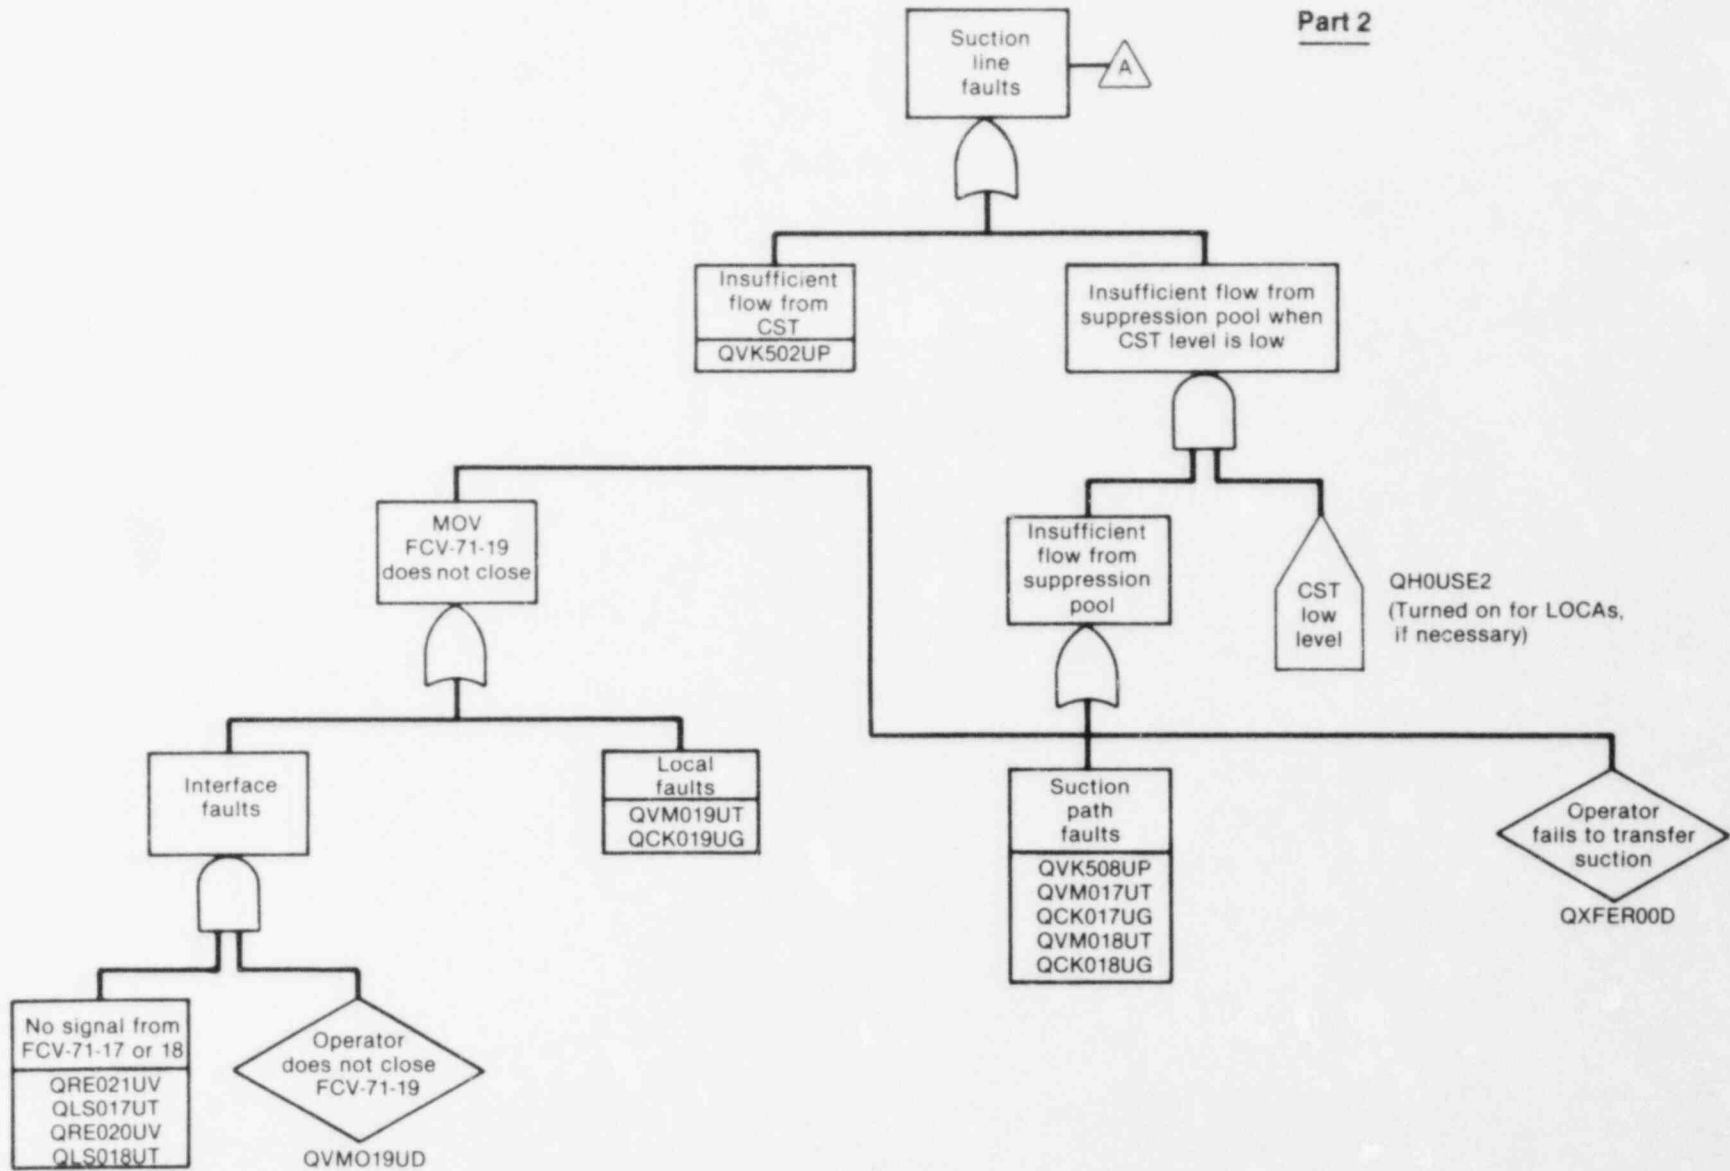 Part 2
Suction
line
faults
A
Insufficient
flow from
CST
QVK502UP
Insufficient flow from
suppression pool when
CST level is low
MOV
FCV-71-19
does not close
Insufficient
flow from
suppression
pool
CST
low
level
QH0USE2
(Turned on for LOCAs,
if necessary)
Interface
faults
Local
faults
QVM019UT
QCK019UG
Suction
path
faults
QVK508UP
QVM017UT
QCK017UG
QVM018UT
QCK018UG
Operator
fails to transfer
suction
QXFER00D
No signal from
FCV-71-17 or 18
QRE021UV
QLS017UT
QRE020UV
QLS018UT
Operator
does not close
FCV-71-19
QVMO19UD